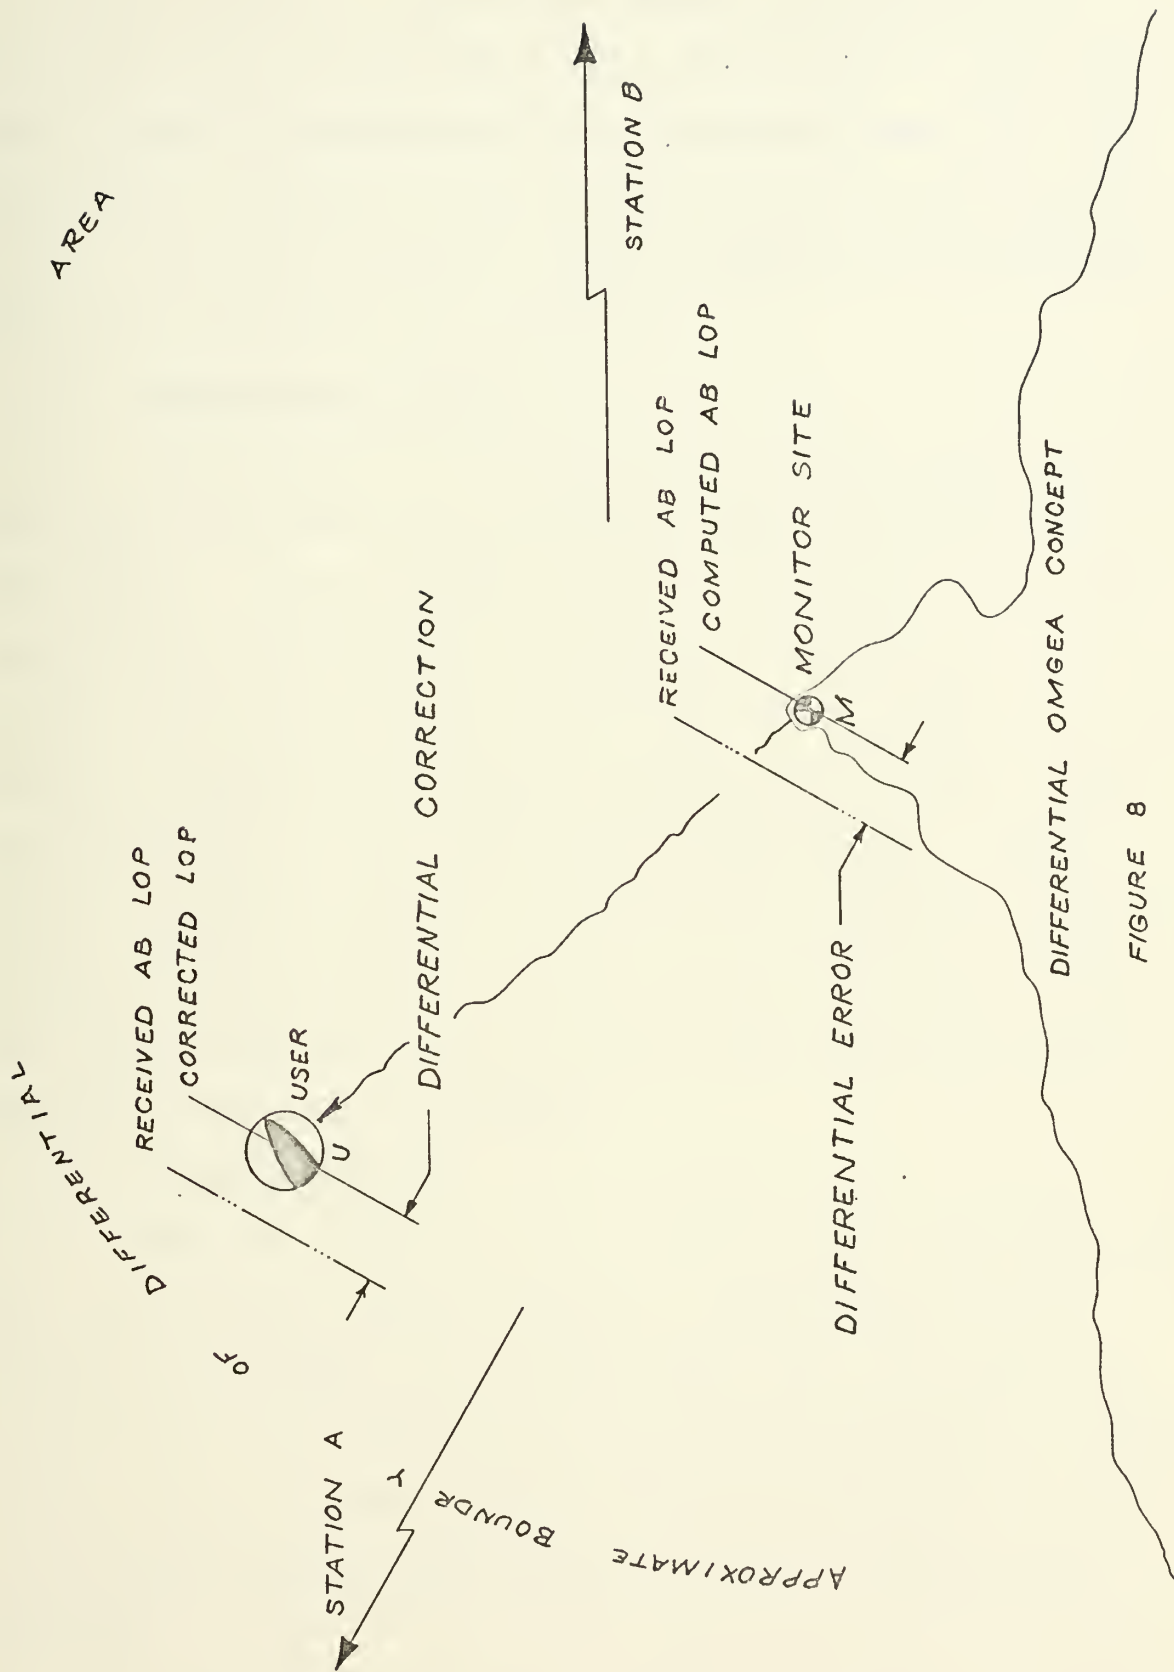 APPROXIMATE BOUNDR Y OF DIFFERENTIAL AREA
RECEIVED AB LOP
CORRECTED LOP
STATION A
USER
U
DIFFERENTIAL CORRECTION
STATION B
RECEIVED AB LOP
COMPUTED AB LOP
MONITOR SITE
M
DIFFERENTIAL ERROR
DIFFERENTIAL OMGEA CONCEPT
FIGURE 8